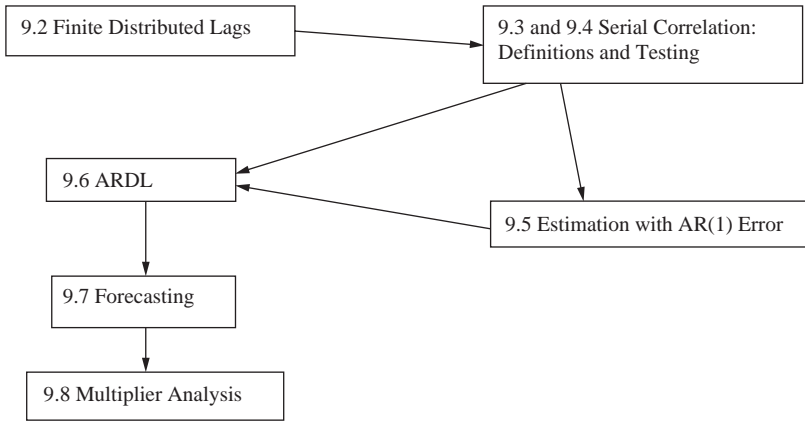 9.2 Finite Distributed Lags
9.3 and 9.4 Serial Correlation:
Definitions and Testing
9.6 ARDL
9.5 Estimation with AR(1) Error
9.7 Forecasting
9.8 Multiplier Analysis